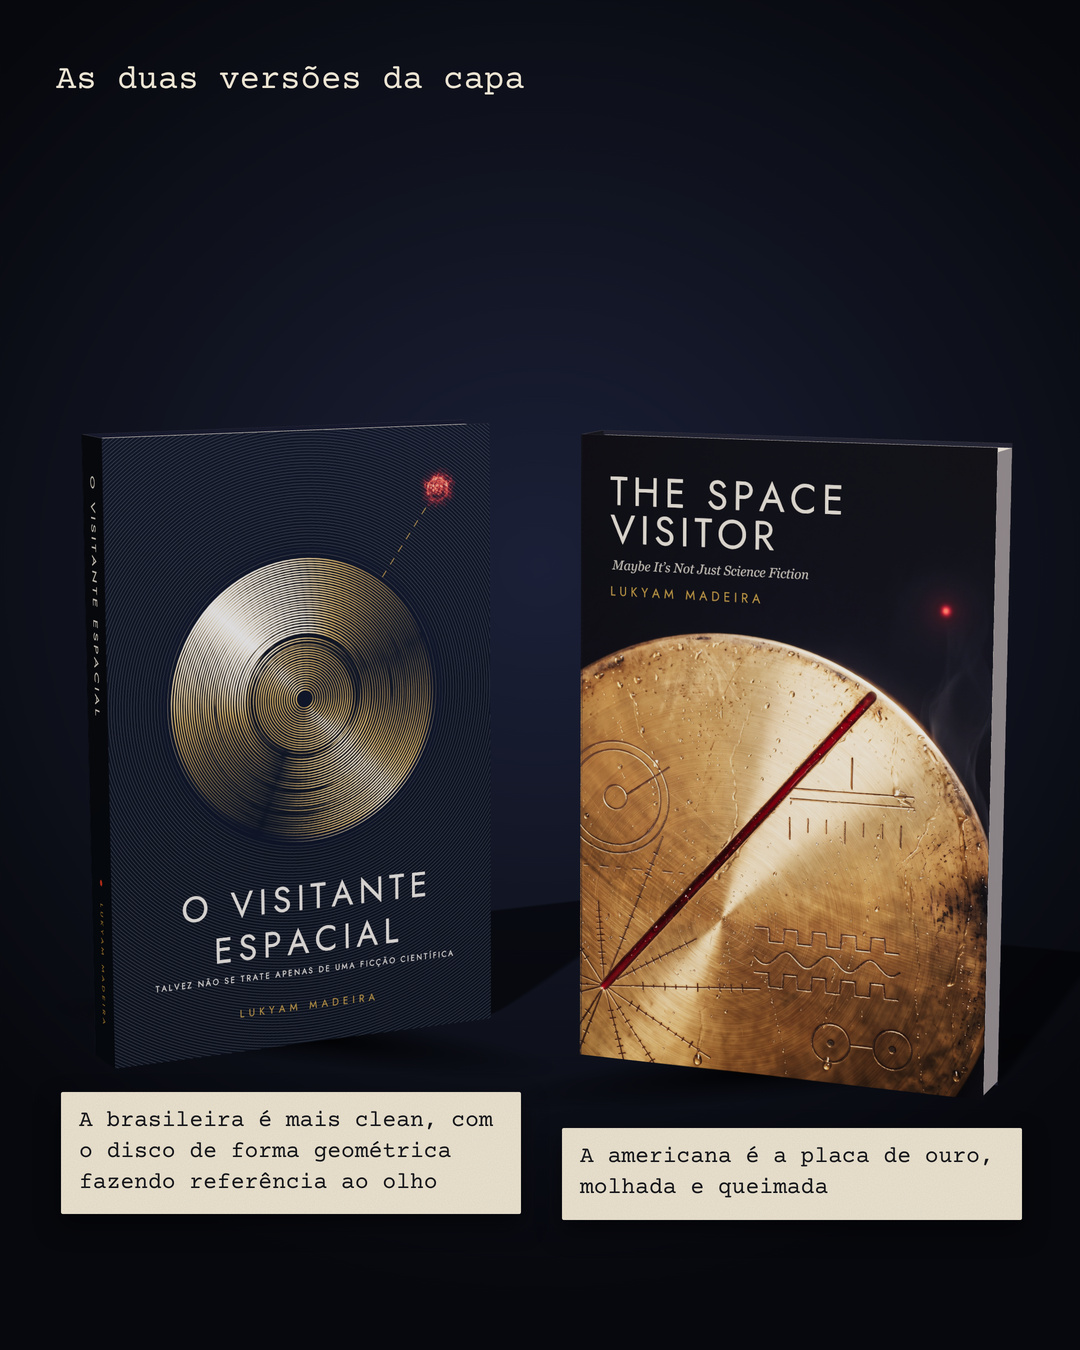 As duas versões da capa
O VISITANTE ESPACIAL
LUKYAM MADEIRA
O VISITANTE
ESPACIAL
TALVEZ NÃO SE TRATE APENAS DE UMA FICÇÃO CIENTÍFICA
LUKYAM MADEIRA
THE SPACE
VISITOR
Maybe It's Not Just Science Fiction
LUKYAM MADEIRA
A brasileira é mais clean, com
o disco de forma geométrica
fazendo referência ao olho
A americana é a placa de ouro,
molhada e queimada